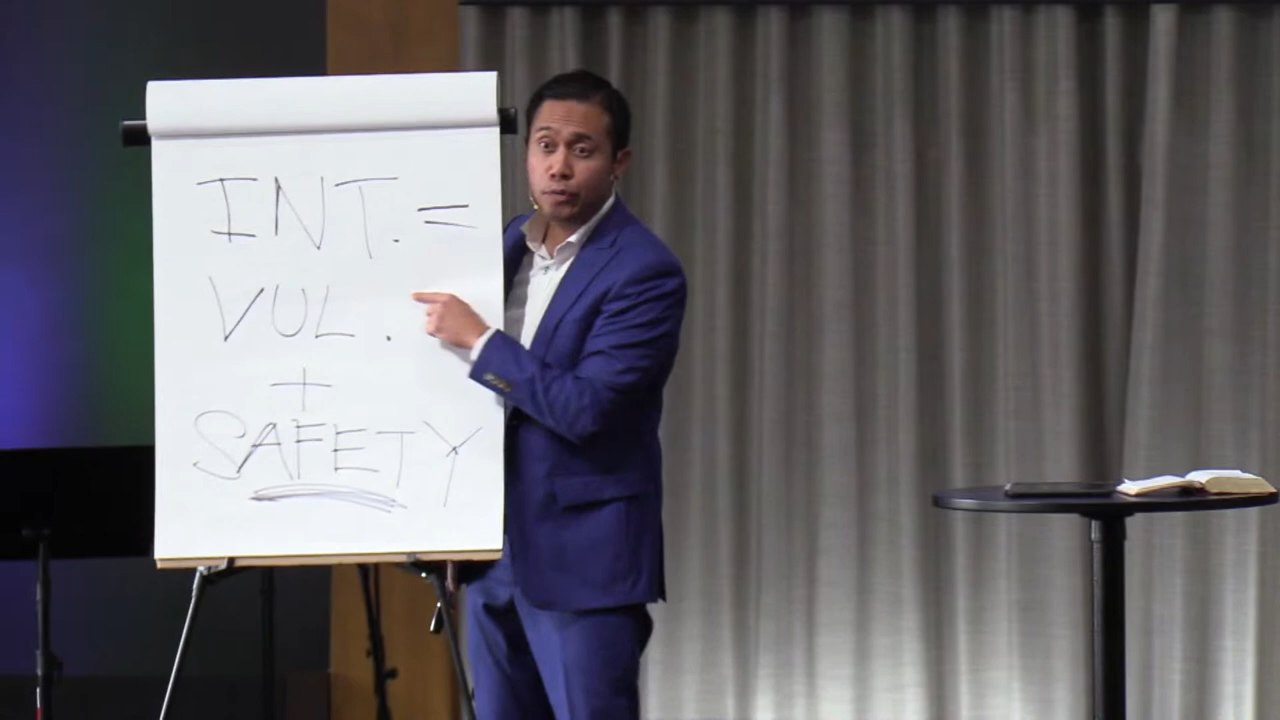 INT. =
VUL.
+
SAFETY